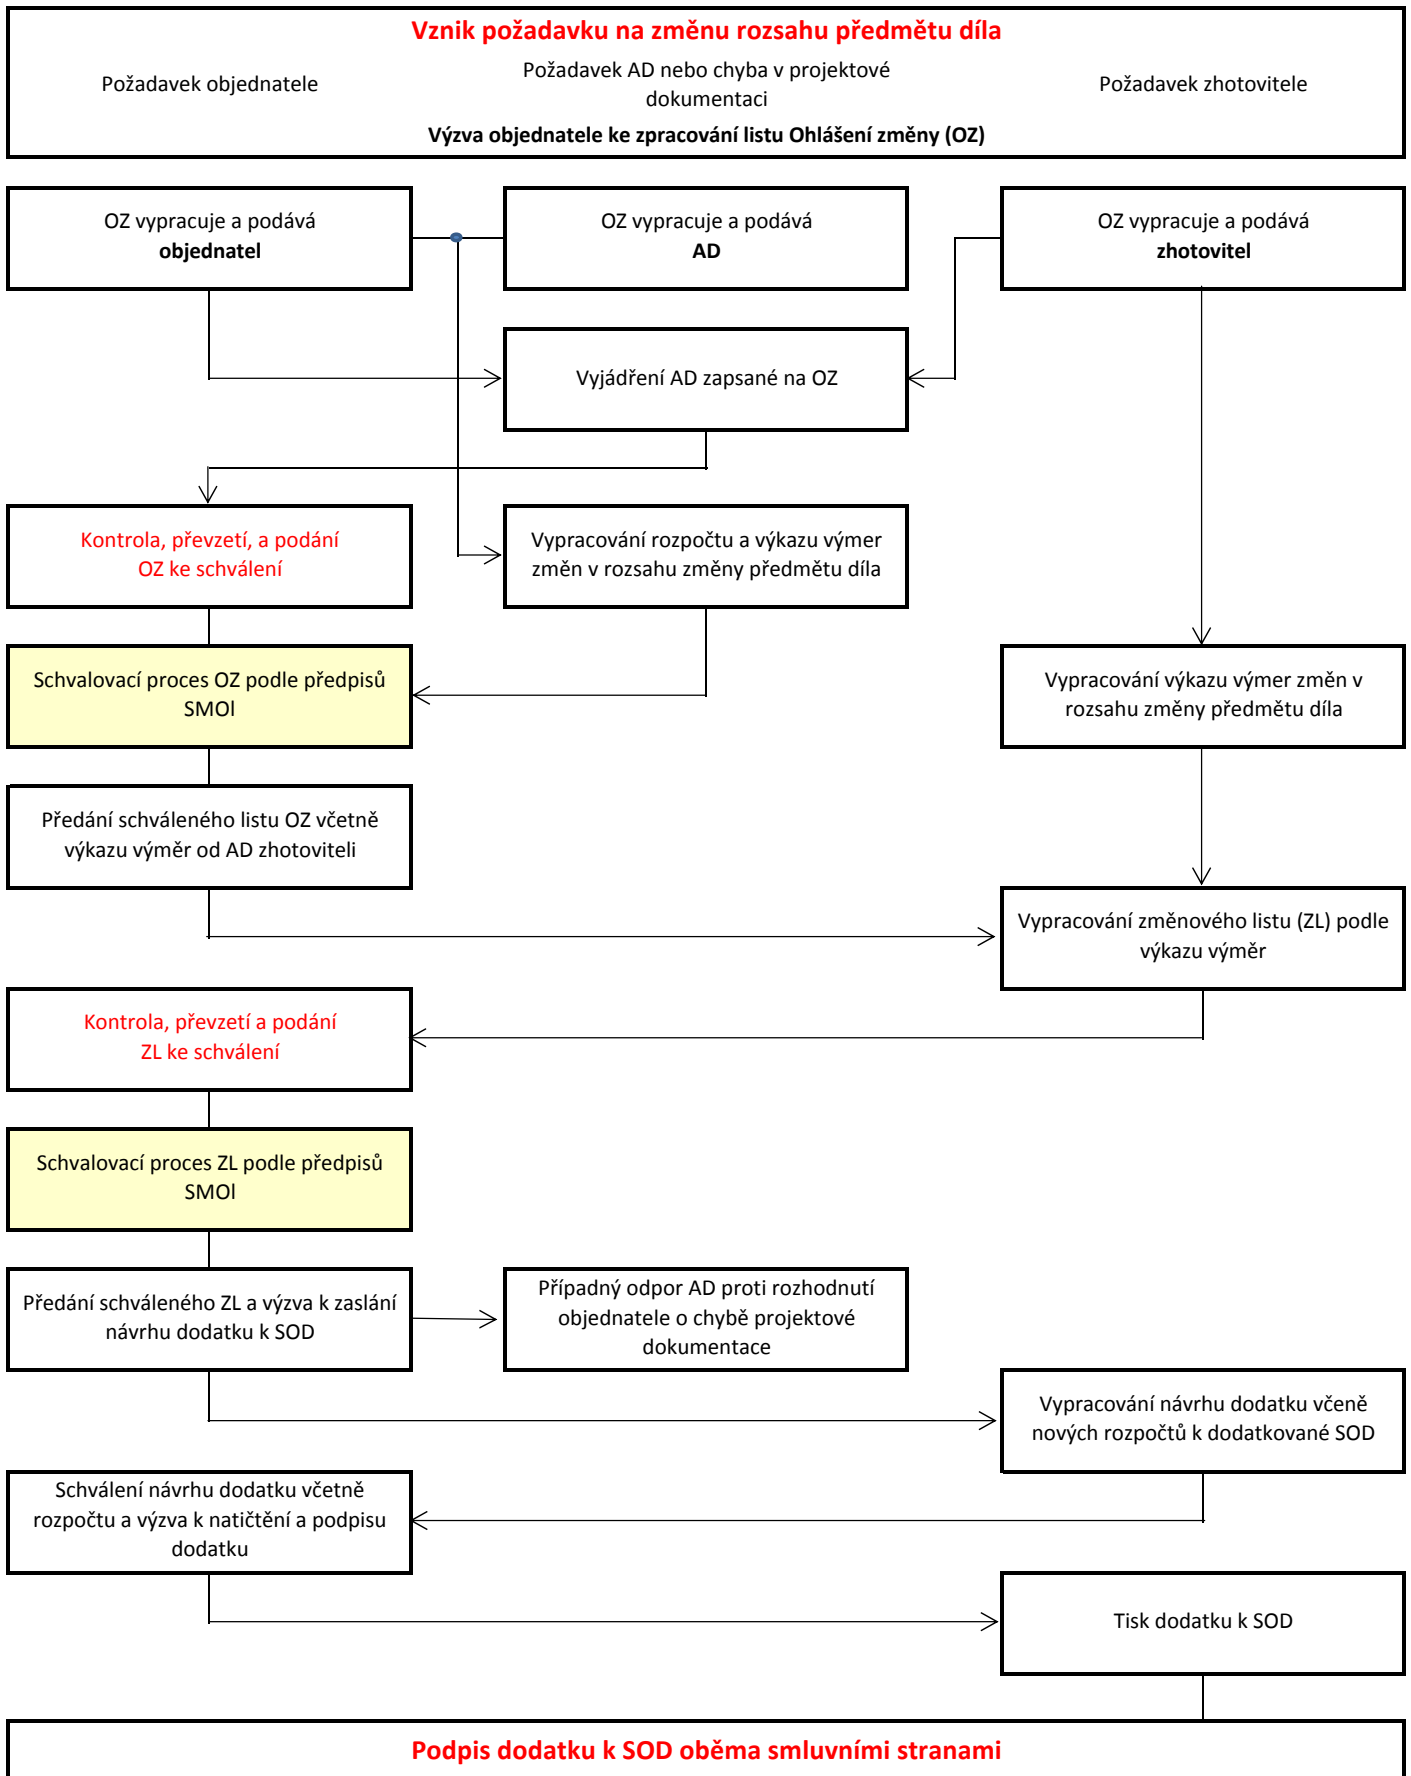 Vznik požadavku na změnu rozsahu předmětu díla
Požadavek objednatele
Požadavek AD nebo chyba v projektové
dokumentaci
Požadavek zhotovitele
Výzva objednatele ke zpracování listu Ohlášení změny (OZ)
OZ vypracuje a podává
objednatel
OZ vypracuje a podává
AD
OZ vypracuje a podává
zhotovitel
Vyjádření AD zapsané na OZ
Kontrola, převzetí, a podání
OZ ke schválení
Vypracování rozpočtu a výkazu výmer
změn v rozsahu změny předmětu díla
Schvalovací proces OZ podle předpisů
SMOl
Vypracování výkazu výmer změn v
rozsahu změny předmětu díla
Předání schváleného listu OZ včetně
výkazu výměr od AD zhotoviteli
Vypracování změnového listu (ZL) podle
výkazu výměr
Kontrola, převzetí a podání
ZL ke schválení
Schvalovací proces ZL podle předpisů
SMOl
Předání schváleného ZL a výzva k zaslání
návrhu dodatku k SOD
Případný odpor AD proti rozhodnutí
objednatele o chybě projektové
dokumentace
Vypracování návrhu dodatku včeně
nových rozpočtů k dodatkované SOD
Schválení návrhu dodatku včetně
rozpočtu a výzva k natičtění a podpisu
dodatku
Tisk dodatku k SOD
Podpis dodatku k SOD oběma smluvními stranami